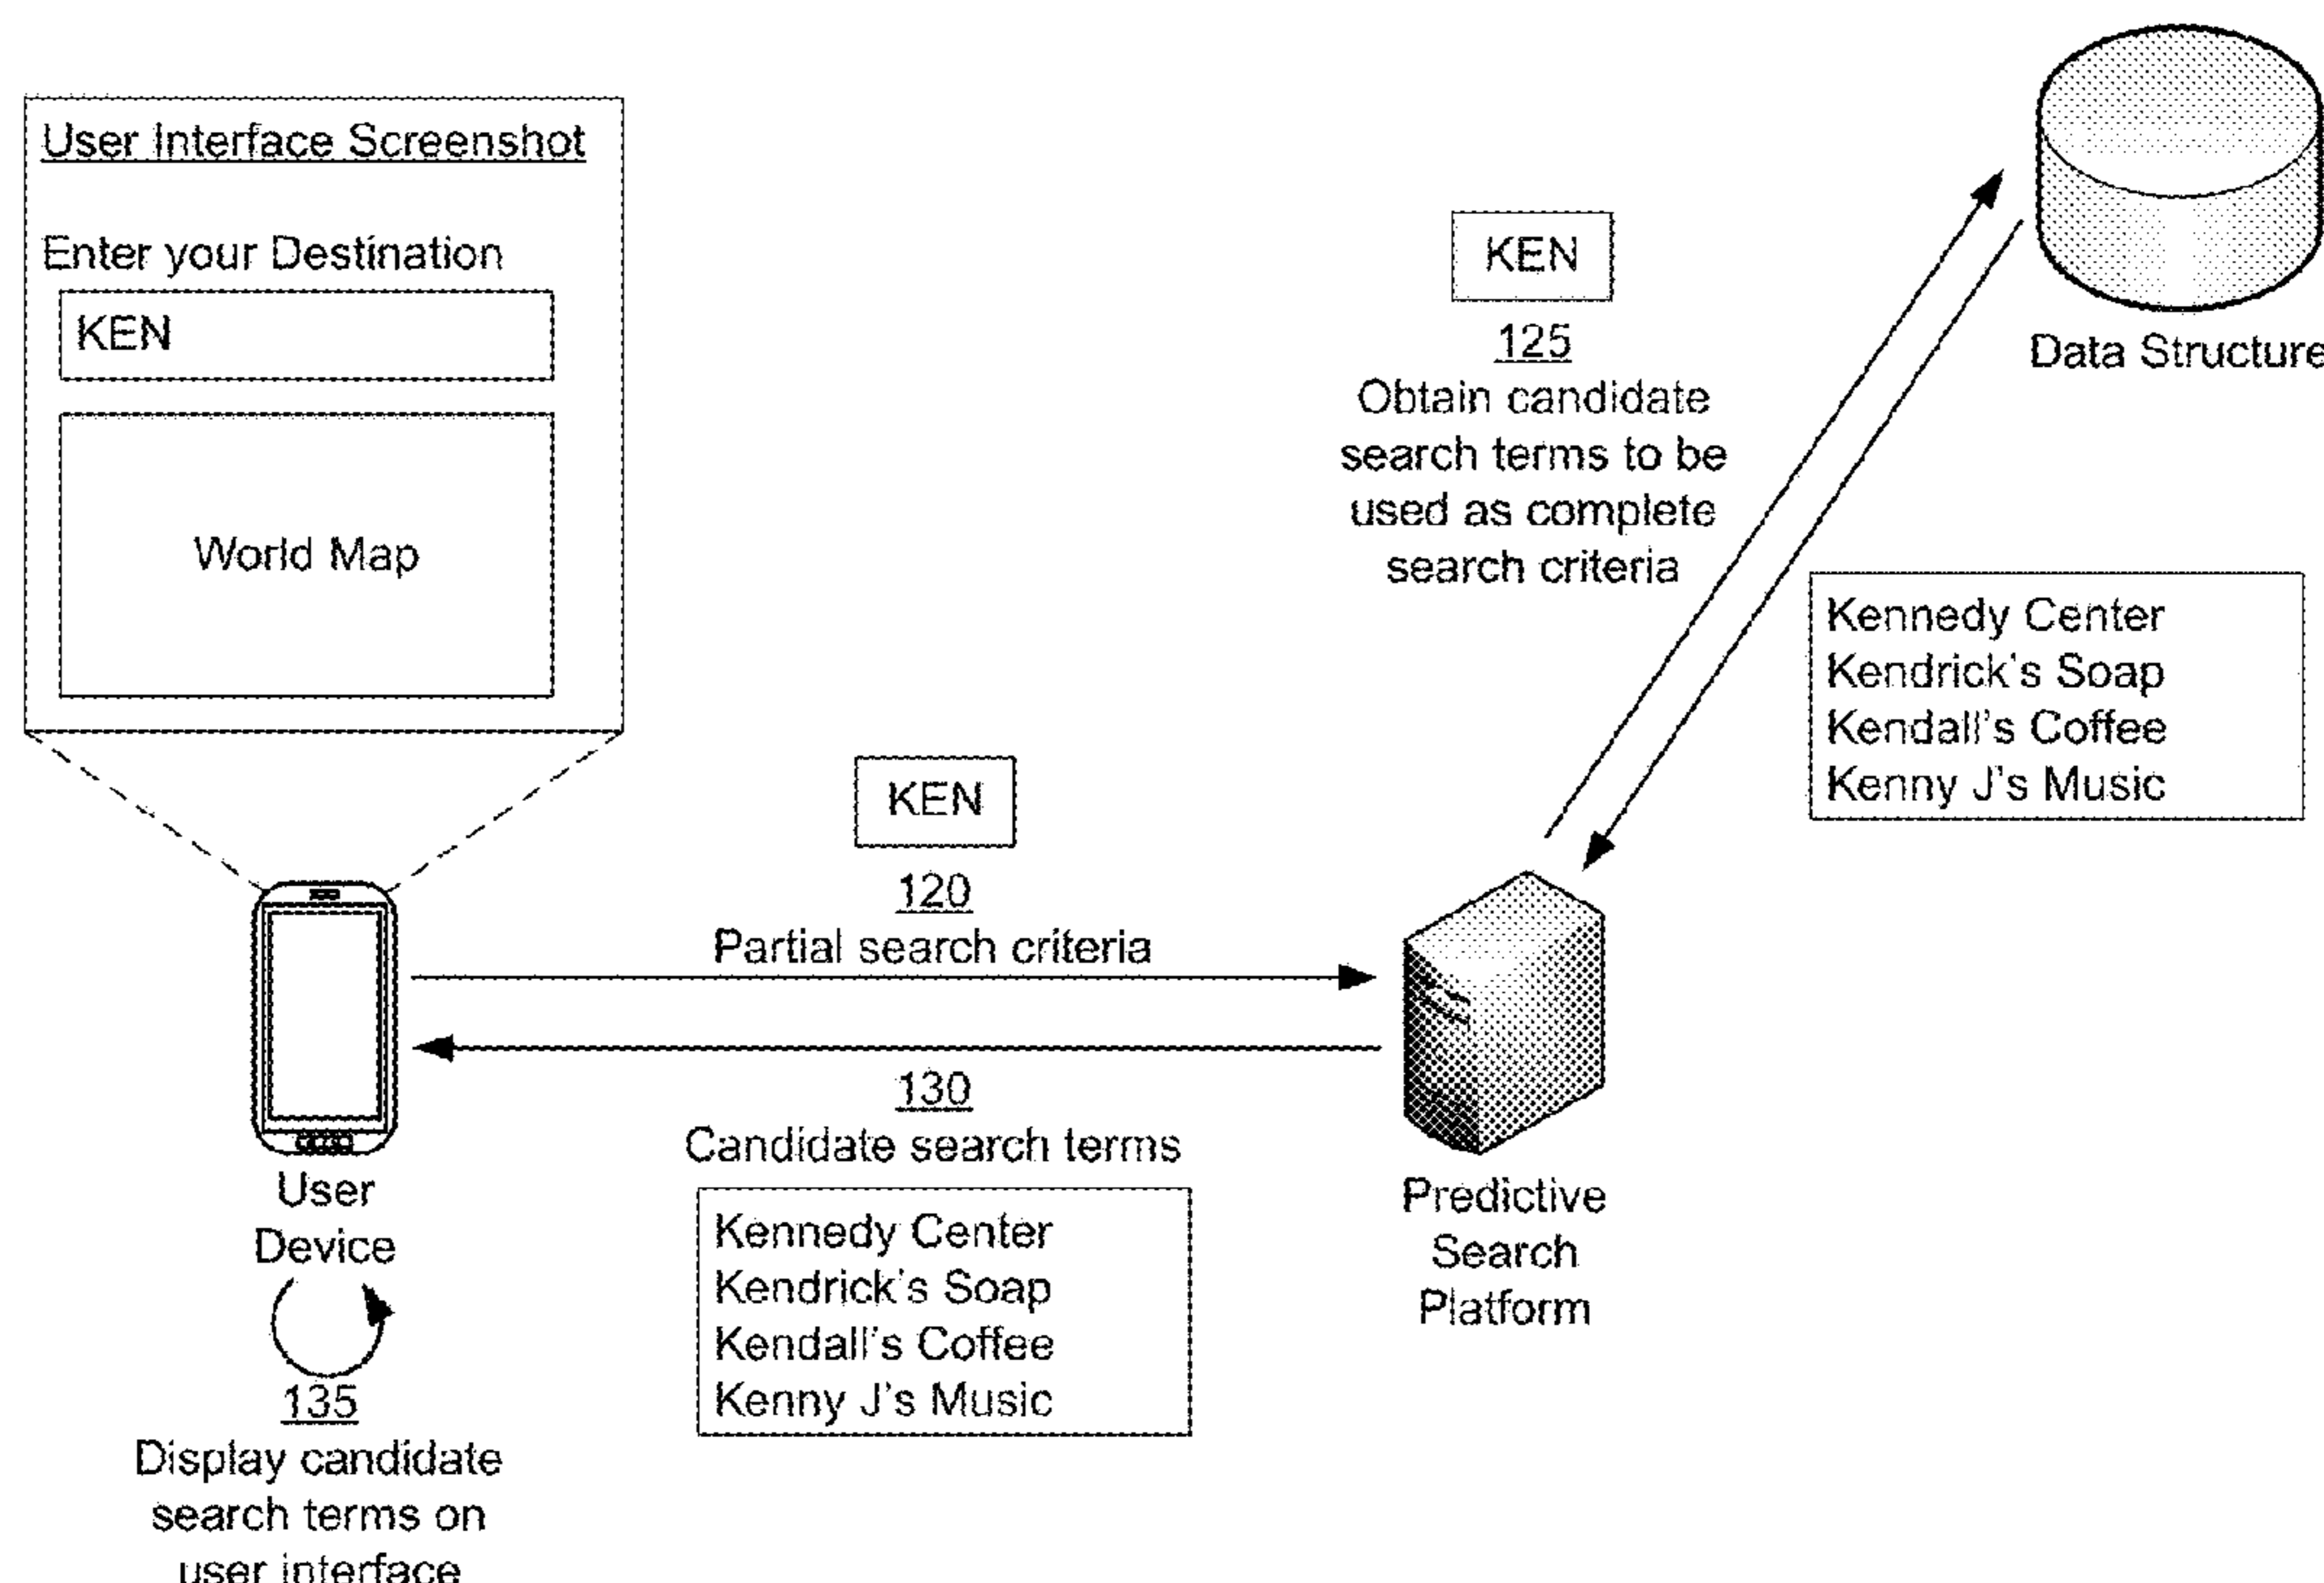 User Interface Screenshot
Enter your Destination
KEN
World Map
KEN
125
Obtain candidate
search terms to be
used as complete
search criteria
Data Structure
Kennedy Center
Kendrick's Soap
Kendall's Coffee
Kenny J's Music
KEN
120
Partial search criteria
130
Candidate search terms
Kennedy Center
Kendrick's Soap
Kendall's Coffee
Kenny J's Music
User
Device
135
Display candidate
search terms on
user interface
Predictive
Search
Platform